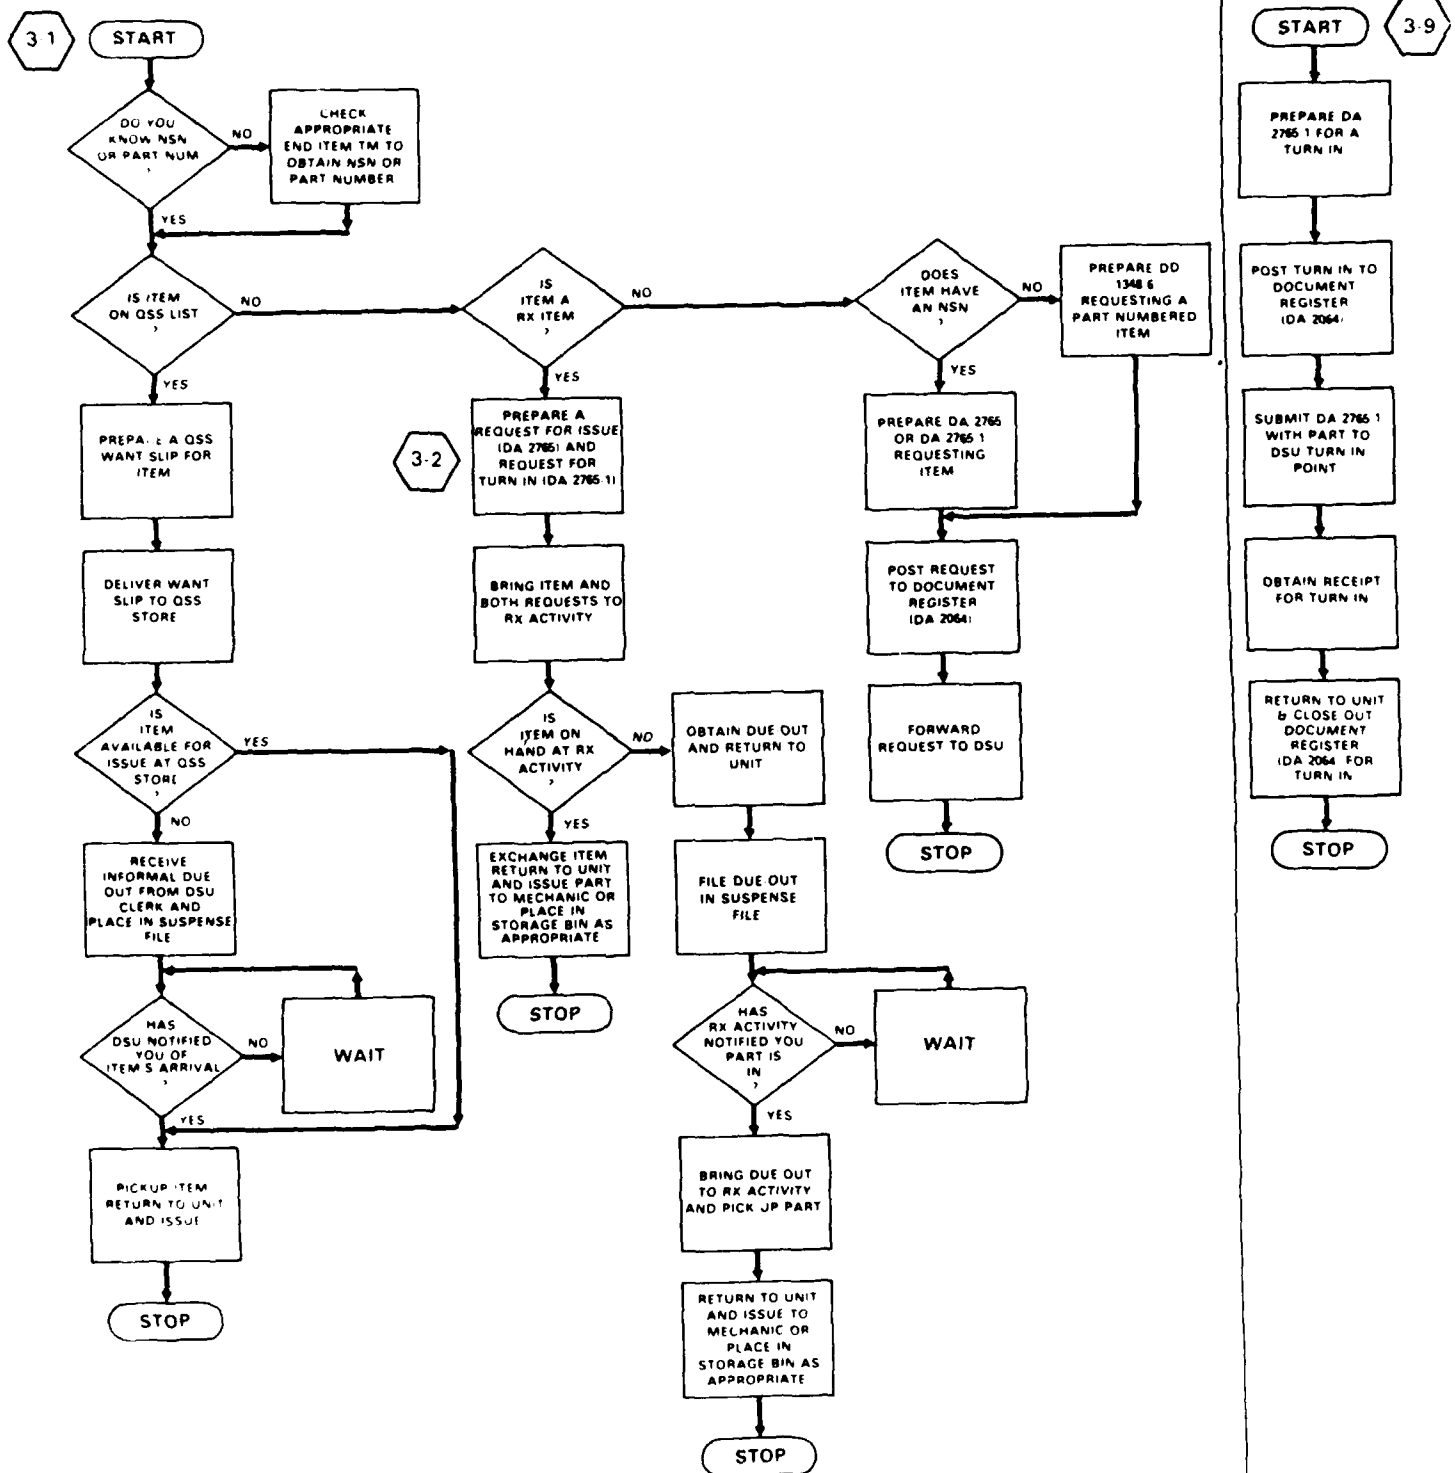 3-1
START
DO YOU
KNOW NSN
OR PART NUM
?
NO
YES
CHECK
APPROPRIATE
END ITEM TM TO
OBTAIN NSN OR
PART NUMBER
IS ITEM
ON QSS LIST
?
NO
YES
PREPARE A QSS
WANT SLIP FOR
ITEM
DELIVER WANT
SLIP TO QSS
STORE
IS
ITEM
AVAILABLE FOR
ISSUE AT QSS
STORE
?
YES
NO
RECEIVE
INFORMAL DUE
OUT FROM DSU
CLERK AND
PLACE IN SUSPENSE
FILE
HAS
DSU NOTIFIED
YOU OF
ITEM S ARRIVAL
?
NO
YES
WAIT
PICKUP ITEM
RETURN TO UNIT
AND ISSUE
STOP
IS
ITEM A
RX ITEM
?
NO
YES
3-2
PREPARE A
REQUEST FOR ISSUE
(DA 2765) AND
REQUEST FOR
TURN IN (DA 2765-1)
BRING ITEM AND
BOTH REQUESTS TO
RX ACTIVITY
IS
ITEM ON
HAND AT RX
ACTIVITY
?
NO
YES
EXCHANGE ITEM
RETURN TO UNIT
AND ISSUE PART
TO MECHANIC OR
PLACE IN
STORAGE BIN AS
APPROPRIATE
STOP
OBTAIN DUE OUT
AND RETURN TO
UNIT
FILE DUE-OUT
IN SUSPENSE
FILE
HAS
RX ACTIVITY
NOTIFIED YOU
PART IS
IN
?
NO
YES
WAIT
BRING DUE OUT
TO RX ACTIVITY
AND PICK UP PART
RETURN TO UNIT
AND ISSUE TO
MECHANIC OR
PLACE IN
STORAGE BIN AS
APPROPRIATE
STOP
DOES
ITEM HAVE
AN NSN
?
NO
YES
PREPARE DD
1348 6
REQUESTING A
PART NUMBERED
ITEM
PREPARE DA 2765
OR DA 2765 1
REQUESTING
ITEM
POST REQUEST
TO DOCUMENT
REGISTER
(DA 2064)
FORWARD
REQUEST TO DSU
STOP
START
3-9
PREPARE DA
2765 1 FOR A
TURN IN
POST TURN IN TO
DOCUMENT
REGISTER
(DA 2064)
SUBMIT DA 2765 1
WITH PART TO
DSU TURN IN
POINT
OBTAIN RECEIPT
FOR TURN IN
RETURN TO UNIT
& CLOSE OUT
DOCUMENT
REGISTER
(DA 2064 FOR
TURN IN
STOP